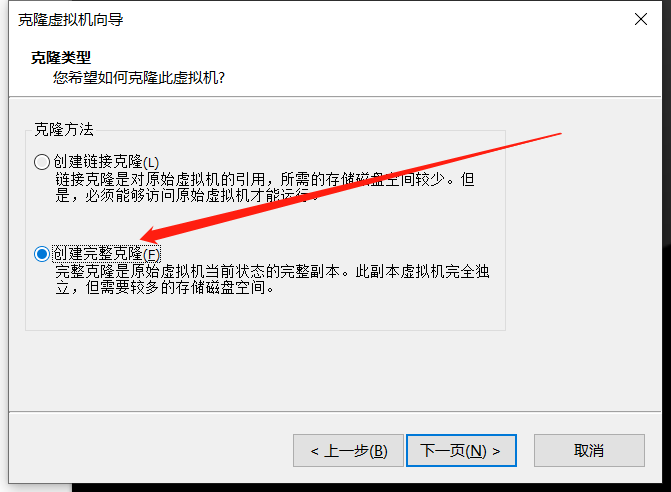 克隆虚拟机向导
克隆类型
您希望如何克隆此虚拟机?
克隆方法
创建链接克隆(L)
链接克隆是对原始虚拟机的引用，所需的存储磁盘空间较少。但
是，必须能够访问原始虚拟机才能运行。
创建完整克隆(F)
完整克隆是原始虚拟机当前状态的完整副本。此副本虚拟机完全独
立，但需要较多的存储磁盘空间。
< 上一步(B)
下一页(N) >
取消